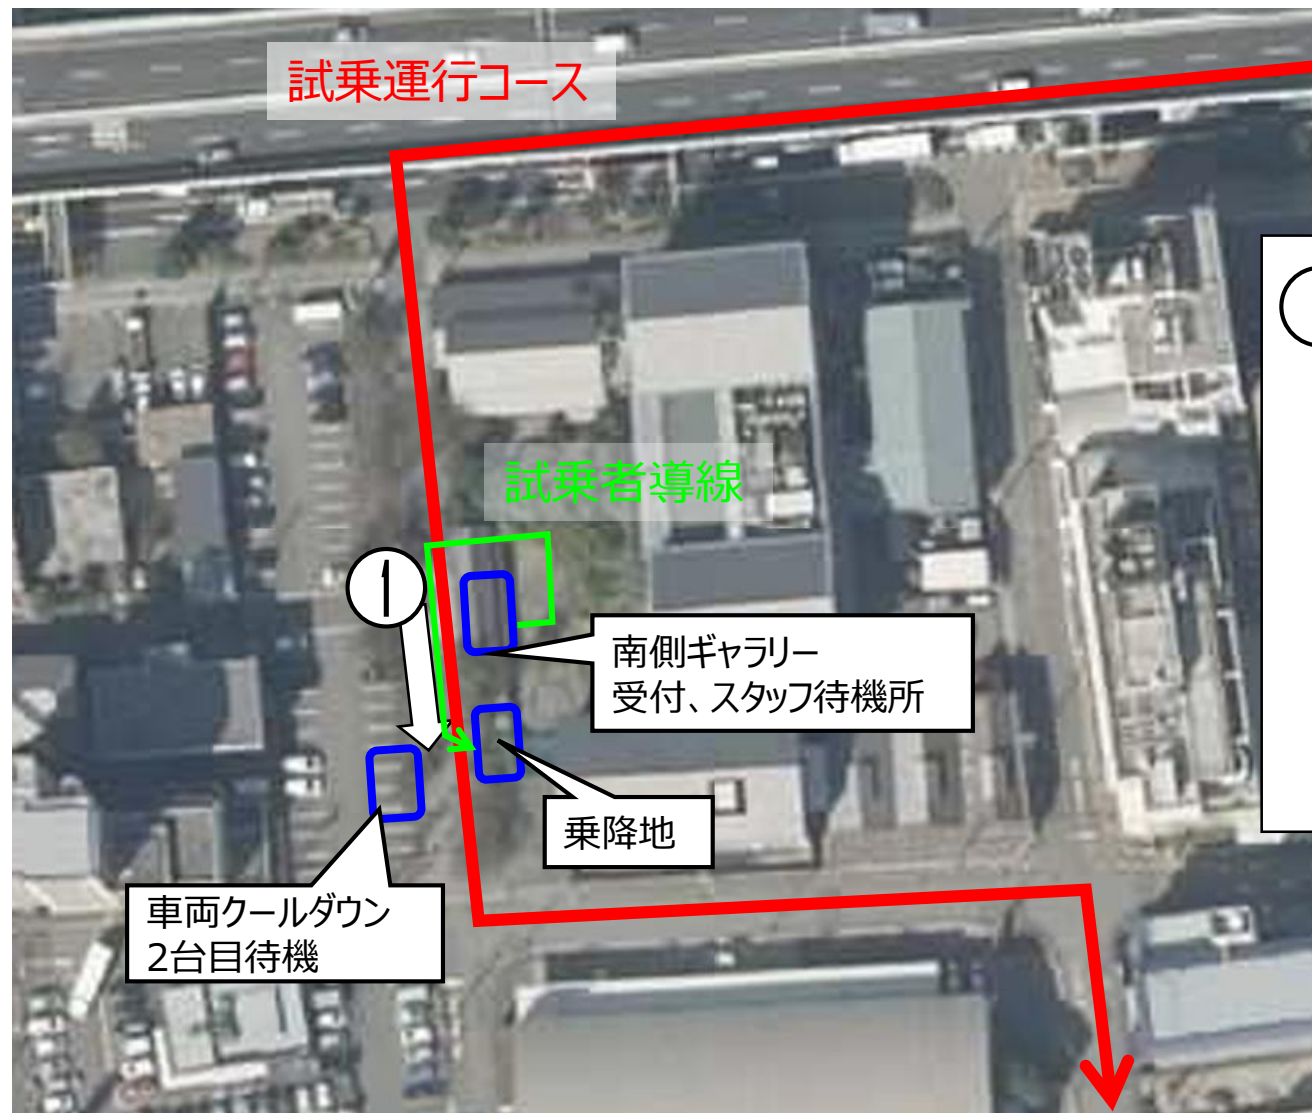 試乗運行コース
試乗者導線
1
南側ギャラリー
受付、スタッフ待機所
乗降地
車両クールダウン
2台目待機